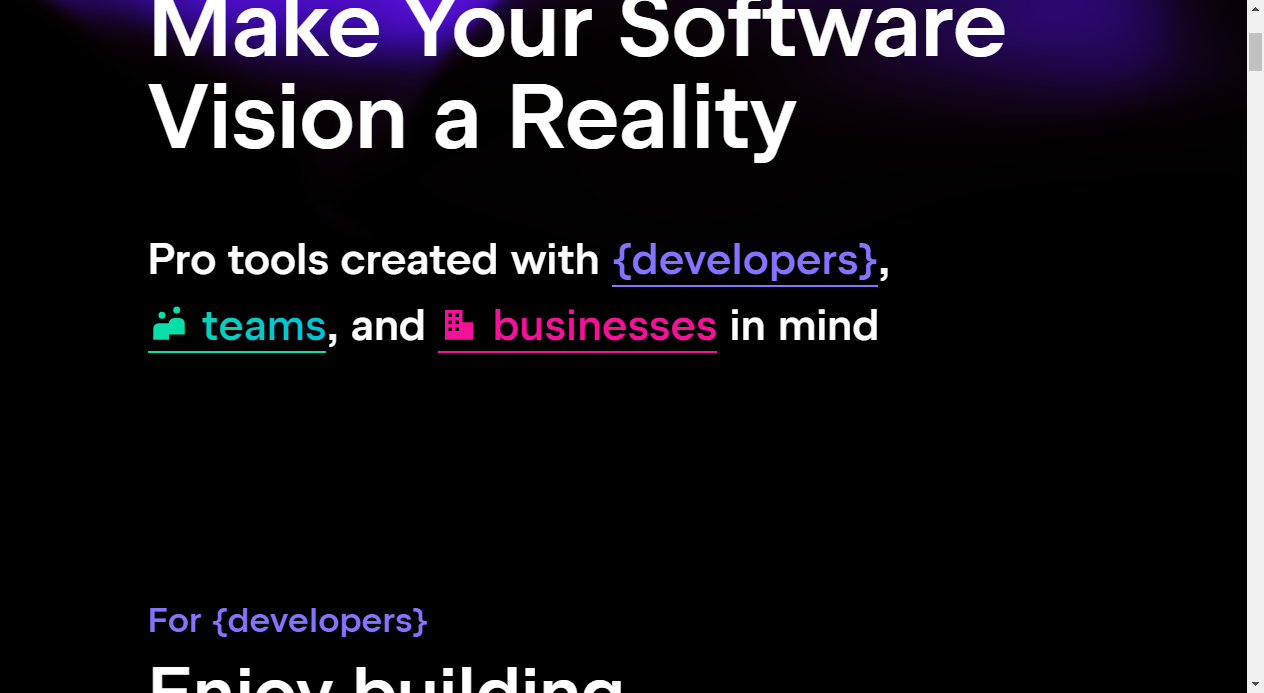 Make Your Software
Vision a Reality
Pro tools created with {developers},
teams, and businesses in mind
For {developers}
Enjoy building